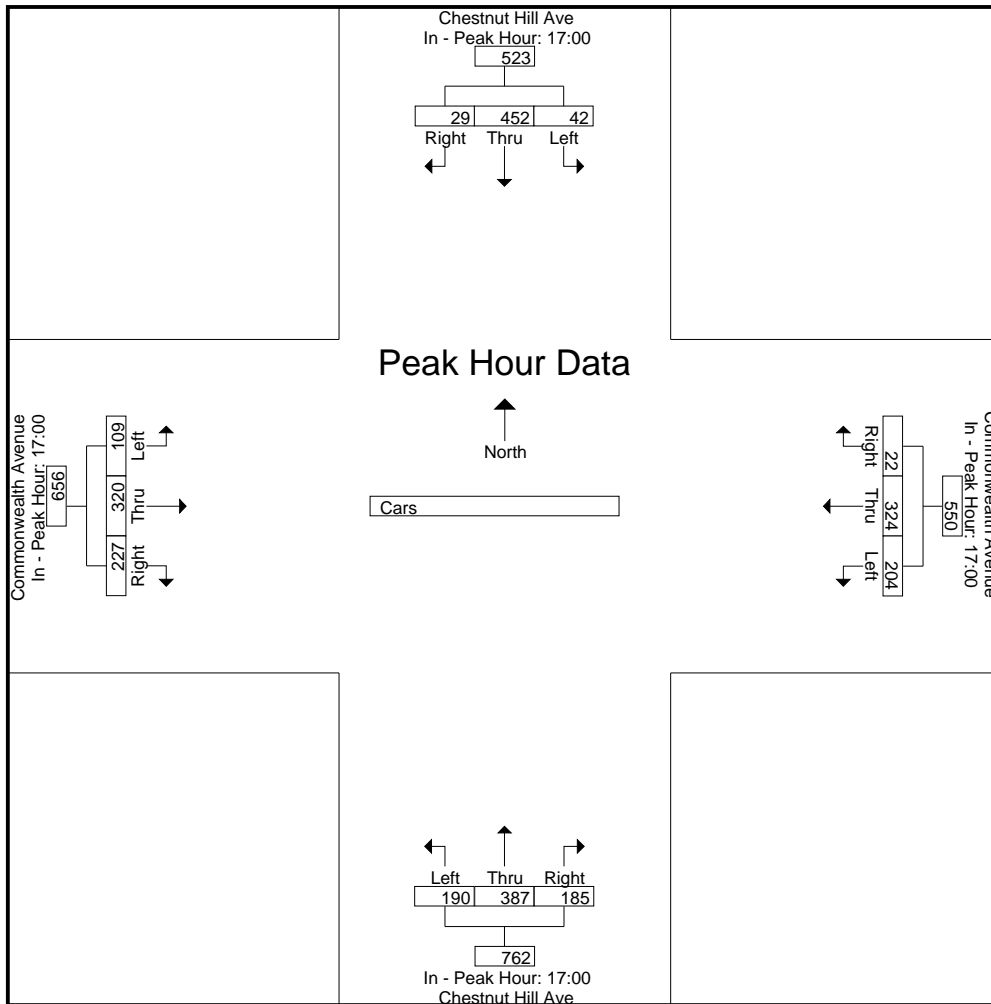 Chestnut Hill Ave
In - Peak Hour: 17:00
523
29 452 42
Right Thru Left
Peak Hour Data
North
Cars
Commonwealth Avenue
In - Peak Hour: 17:00
656
109 320 227
Left Thru Right
Right Thru Left
22 324 204
550
In - Peak Hour: 17:00
Commonwealth Avenue
Left Thru Right
190 387 185
762
In - Peak Hour: 17:00
Chestnut Hill Ave